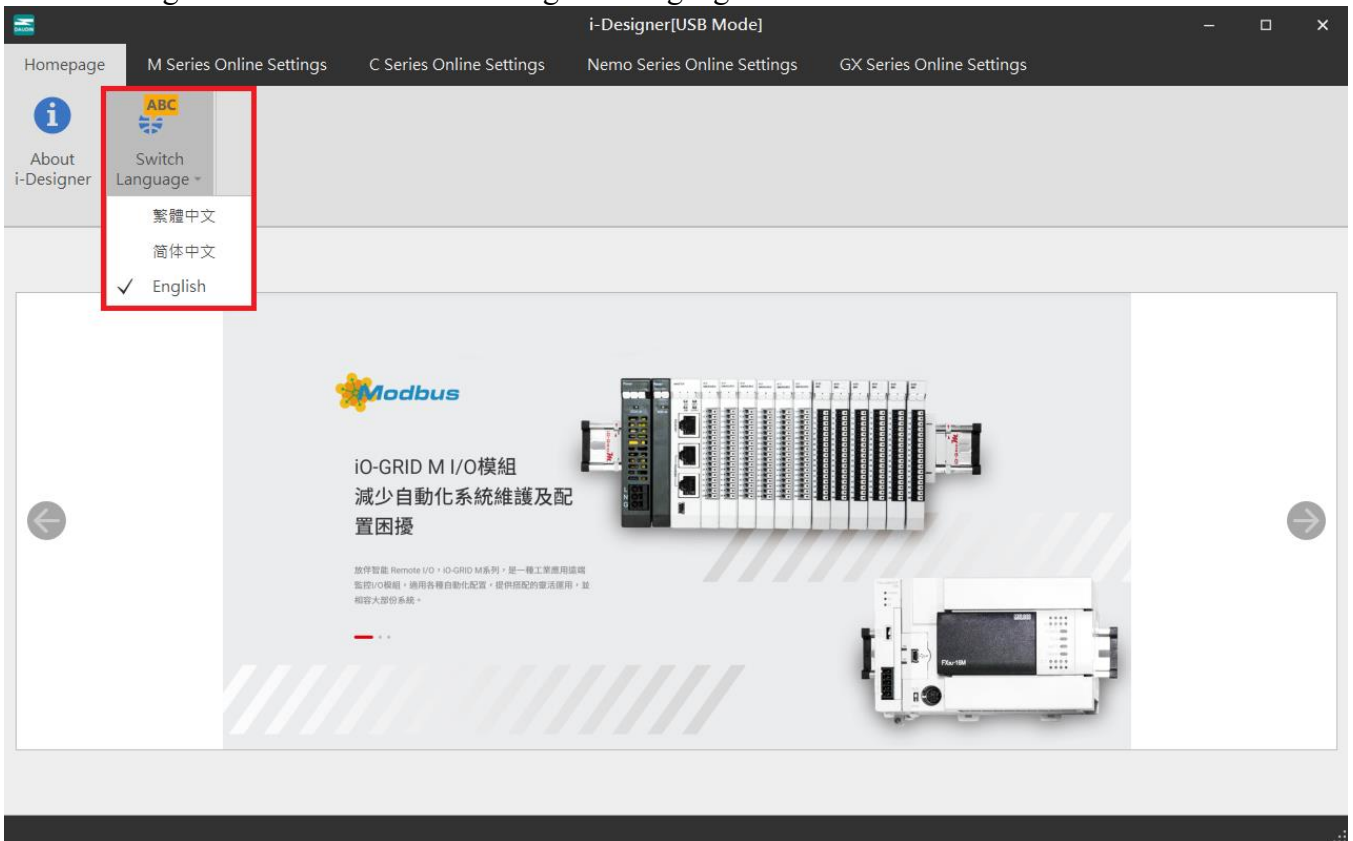 i-Designer[USB Mode]
Homepage
M Series Online Settings
C Series Online Settings
Nemo Series Online Settings
GX Series Online Settings
ABC
About
i-Designer
Switch
Language
繁體中文
简体中文
English
Modbus
iO-GRID M I/O模組
減少自動化系統維護及配
置困擾